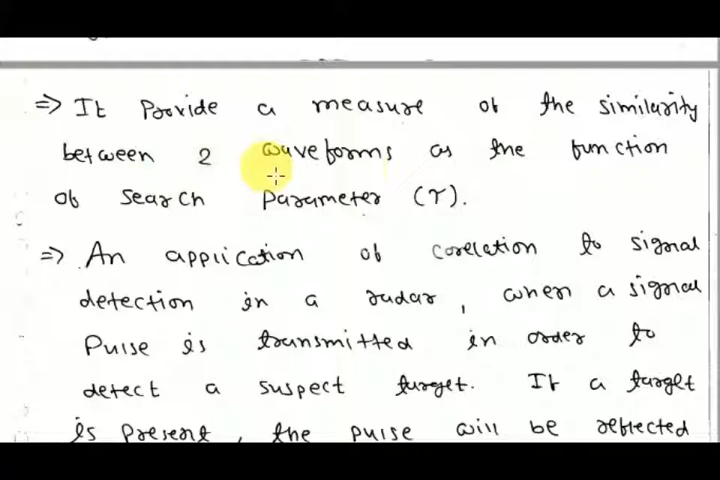 => It Provide a measure of the similarity
between 2 waveforms as the function
of search Parameter (τ).
=> An application of corelation to signal
detection in a radar, when a signal
Pulse is transmitted in order to
detect a suspect target. If a target
is present, the pulse will be reflected